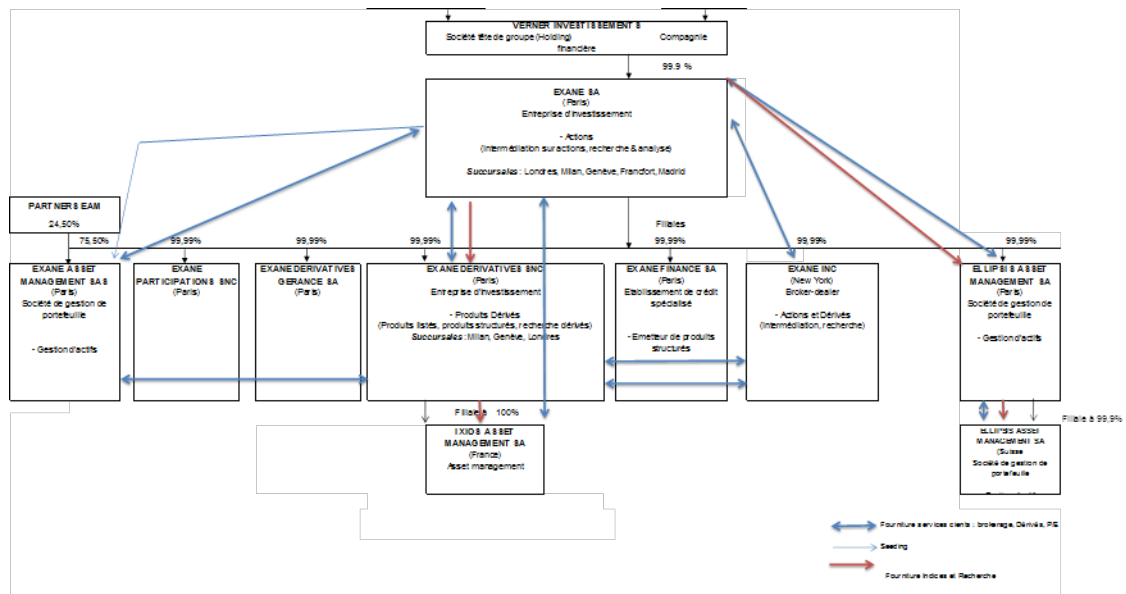 VERNER INVESTISSEMENTS
Société tête de groupe (Holding) Compagnie
financière
99.9 %
EXANE SA
(Paris)
Entreprise d'investissement
- Actions
(Intermédiation sur actions, recherche & analyse)
Succursales : Londres, Milan, Genève, Francfort, Madrid
PARTNERS EAM
24,50%
Filiales
75,50%
99,99%
99,99%
99,99%
99,99%
99,99%
99,99%
EXANE ASSET
MANAGEMENT SAS
(Paris)
Société de gestion de
portefeuille
- Gestion d'actifs
EXANE
PARTICIPATIONS SNC
(Paris)
EXANE DERIVATIVES
GERANCE SA
(Paris)
EXANE DERIVATIVES SNC
(Paris)
Entreprise d'investissement
- Produits Dérivés
(Produits listés, produits structurés, recherche dérivés)
Succursales : Milan, Genève, Londres
EXANE FINANCE SA
(Paris)
Etablissement de crédit
spécialisé
- Emetteur de produits
structurés
EXANE INC
(New York)
Broker-dealer
- Actions et Dérivés
(Intermédiation, recherche)
ELLIPSIS ASSET
MANAGEMENT SA
(Paris)
Société de gestion de
portefeuille
- Gestion d'actifs
Filiale à 100%
IXIOS ASSET
MANAGEMENT SA
(France)
Asset management
Filiale à 99,9%
ELLIPSIS ASSET
MANAGEMENT SA
(Suisse
Société de gestion de
portefeuille
Fourniture services clients : brokerage, Dérivés, P/E
Seeding
Fourniture Indices et Recherche